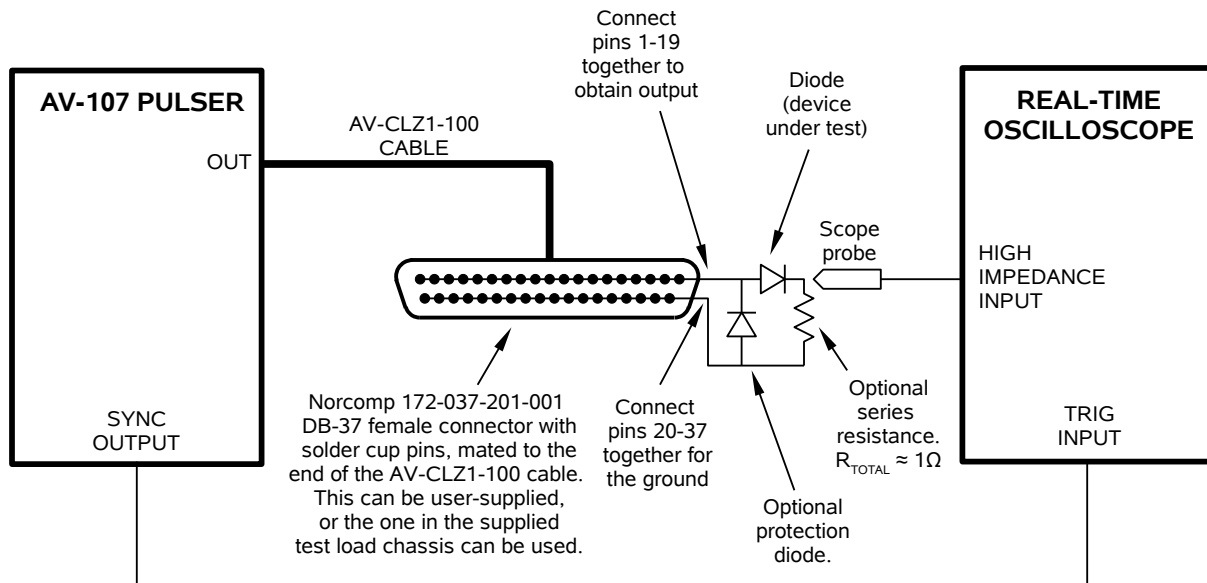 Connect
pins 1-19
together to
obtain output
AV-107 PULSER
Diode
(device
under test)
REAL-TIME
OSCILLOSCOPE
AV-CLZ1-100
CABLE
OUT
Scope
probe
HIGH
IMPEDANCE
INPUT
Norcomp 172-037-201-001
DB-37 female connector with
solder cup pins, mated to the
end of the AV-CLZ1-100 cable.
This can be user-supplied,
or the one in the supplied
test load chassis can be used.
Connect
pins 20-37
together for
the ground
Optional
series
resistance.
R_TOTAL ≈ 1Ω
SYNC
OUTPUT
TRIG
INPUT
Optional
protection
diode.